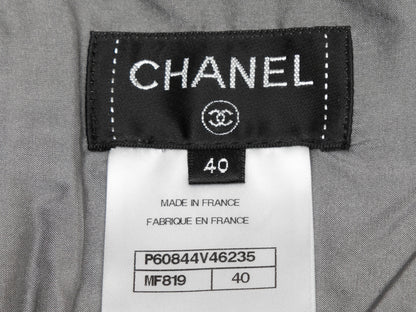 CHANEL
40
MADE IN FRANCE
FABRIQUE EN FRANCE
P60844V46235
MF819 40